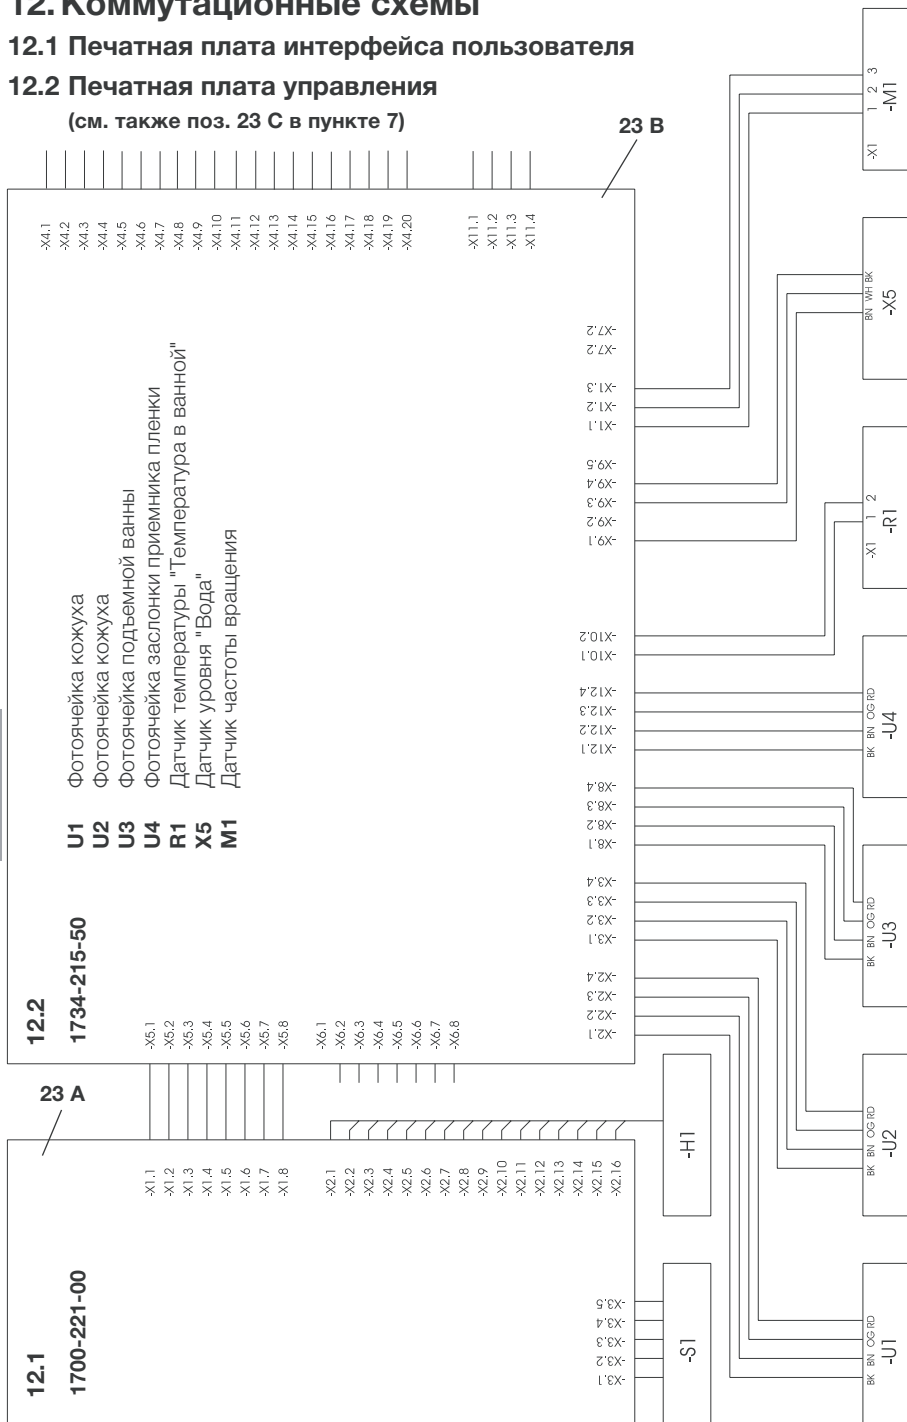 12. Коммутационные схемы
12.1 Печатная плата интерфейса пользователя
12.2 Печатная плата управления
(см. также поз. 23 C в пункте 7)
23 B
-X4.1
-X4.2
-X4.3
-X4.4
-X4.5
-X4.6
-X4.7
-X4.8
-X4.9
-X4.10
-X4.11
-X4.12
-X4.13
-X4.14
-X4.15
-X4.16
-X4.17
-X4.18
-X4.19
-X4.20
-X11.1
-X11.2
-X11.3
-X11.4
-X7.2
-X7.2
-X1.3
-X1.2
-X1.1
-X9.5
-X9.4
-X9.3
-X9.2
-X9.1
-X10.2
-X10.1
-X12.4
-X12.3
-X12.2
-X12.1
-X8.4
-X8.3
-X8.2
-X8.1
-X3.4
-X3.3
-X3.2
-X3.1
-X2.4
-X2.3
-X2.2
-X2.1
U1 Фотоячейка кожуха
U2 Фотоячейка кожуха
U3 Фотоячейка подъемной ванны
U4 Фотоячейка заслонки приемника пленки
R1 Датчик температуры "Температура в ванной"
X5 Датчик уровня "Вода"
M1 Датчик частоты вращения
12.2
1734-215-50
-X5.1
-X5.2
-X5.3
-X5.4
-X5.5
-X5.6
-X5.7
-X5.8
-X6.1
-X6.2
-X6.3
-X6.4
-X6.5
-X6.6
-X6.7
-X6.8
23 A
-X1.1
-X1.2
-X1.3
-X1.4
-X1.5
-X1.6
-X1.7
-X1.8
-X2.1
-X2.2
-X2.3
-X2.4
-X2.5
-X2.6
-X2.7
-X2.8
-X2.9
-X2.10
-X2.11
-X2.12
-X2.13
-X2.14
-X2.15
-X2.16
12.1
1700-221-00
-X3.5
-X3.4
-X3.3
-X3.2
-X3.1
-H1
-S1
-X1 1 2 3
-M1
BN WH BK
-X5
-X1 1 2
-R1
BK BN OG RD
-U4
BK BN OG RD
-U3
BK BN OG RD
-U2
BK BN OG RD
-U1